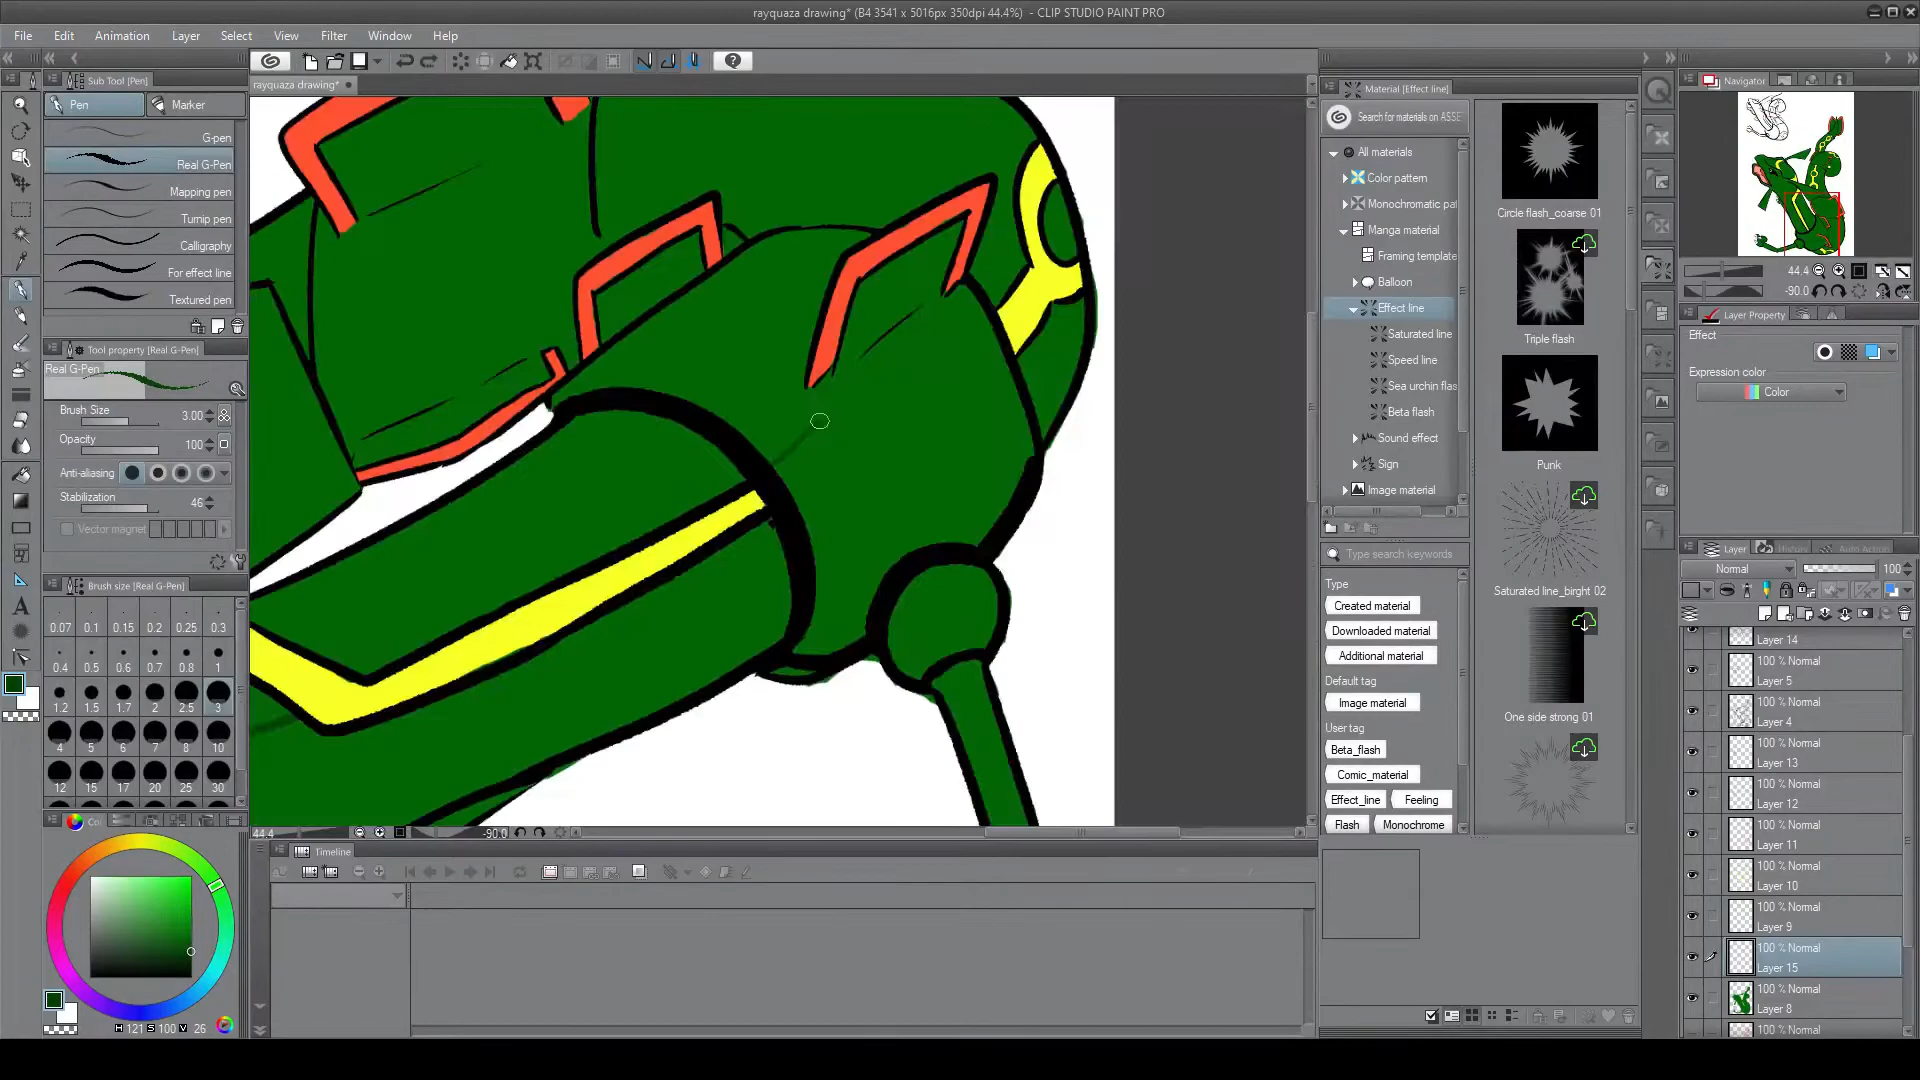 rayquaza drawing* (B4 3541 x 5016px 350dpi 44.4%) - CLIP STUDIO PAINT PRO
File Edit Animation Layer Select View Filter Window Help
Sub Tool [Pen]
Pen Marker
G-pen
Real G-Pen
Mapping pen
Turnip pen
Calligraphy
For effect line
Textured pen
Tool property [Real G-Pen]
Real G-Pen
Brush Size 3.00
Opacity 100
Anti-aliasing
Stabilization 46
Vector magnet
Brush size [Real G-Pen]
0.07 0.1 0.15 0.2 0.25 0.3
0.4 0.5 0.6 0.7 0.8 1
1.2 1.5 1.7 2 2.5 3
4 5 6 7 8 10
12 15 17 20 25 30
H 121 S 100 V 26
rayquaza drawing*
44.4 -90.0
Timeline
Material [Effect line]
Search for materials on ASSE
All materials
Color pattern
Monochromatic pat
Manga material
Framing template
Balloon
Effect line
Saturated line
Speed line
Sea urchin flas
Beta flash
Sound effect
Sign
Image material
Type search keywords
Type
Created material
Downloaded material
Additional material
Default tag
Image material
User tag
Beta_flash
Comic_material
Effect_line Feeling
Flash Monochrome
Circle flash_coarse 01
Triple flash
Punk
Saturated line_birght 02
One side strong 01
Navigator
44.4
-90.0
Layer Property
Effect
Expression color
Color
Layer History Auto Action
Normal 100
Layer 14
100 % Normal
Layer 5
100 % Normal
Layer 4
100 % Normal
Layer 13
100 % Normal
Layer 12
100 % Normal
Layer 11
100 % Normal
Layer 10
100 % Normal
Layer 9
100 % Normal
Layer 15
100 % Normal
Layer 8
100 % Normal